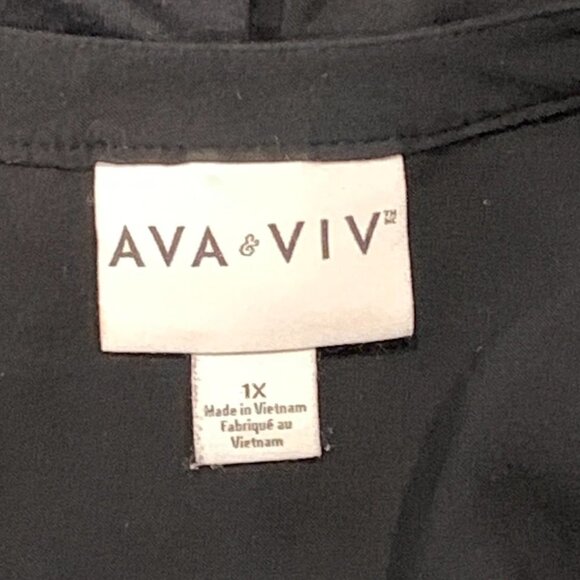 AVA & VIV™
1X
Made in Vietnam
Fabriqué au
Vietnam